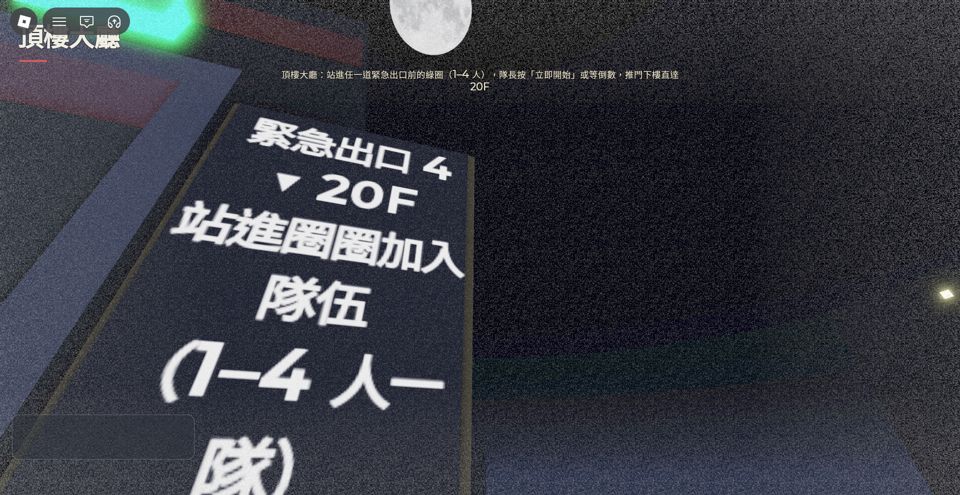 頂樓大廳
頂樓大廳：站進任一道緊急出口前的綠圈（1–4 人），隊長按「立即開始」或等倒數，推門下樓直達
20F
緊急出口 4
▼ 20F
站進圈圈加入
隊伍
（1–4 人一
隊）